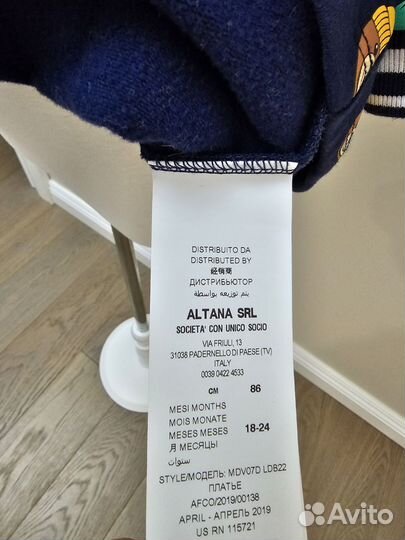 DISTRIBUITO DA
DISTRIBUTED BY
经销商
ДИСТРИБЬЮТОР
يتم توزيعه بواسطة
ALTANA SRL
SOCIETA' CON UNICO SOCIO
VIA FRIULI, 13
31038 PADERNELLO DI PAESE (TV)
ITALY
0039 0422 4533
CM 86
MESI MONTHS
MOIS MONATE
MESES MESES 18-24
月 МЕСЯЦЫ
سنوات
STYLE/МОДЕЛЬ: MDV07D LDB22
ПЛАТЬЕ
AFCO/2019/00138
APRIL - АПРЕЛЬ 2019
US RN 115721
Avito